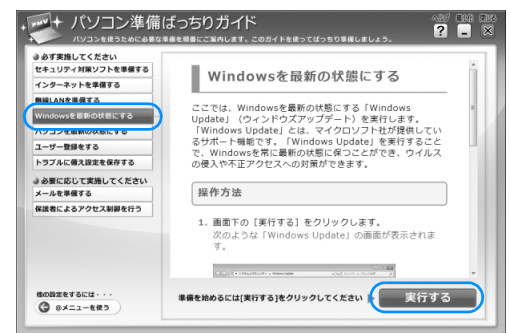 パソコン準備ばっちりガイド
パソコンを使うために必要な準備を順番にご案内します。このガイドを使ってばっちり準備しましょう。
必ず実施してください
セキュリティ対策ソフトを準備する
インターネットを準備する
無線LANを準備する
Windowsを最新の状態にする
パソコンを最新の状態にする
ユーザー登録をする
トラブルに備え設定を保存する
必要に応じて実施してください
メールを準備する
保護者によるアクセス制御を行う
他の設定をするには・・・
@メニューを使う
Windowsを最新の状態にする
ここでは、Windowsを最新の状態にする「Windows
Update」（ウィンドウズアップデート）を実行します。
「Windows Update」とは、マイクロソフト社が提供してい
るサポート機能です。「Windows Update」を実行すること
で、Windowsを常に最新の状態に保つことができ、ウイルス
の侵入や不正アクセスへの対策ができます。
操作方法
1. 画面下の［実行する］をクリックします。
次のような「Windows Update」の画面が表示されま
す。
準備を始めるには[実行する]をクリックしてください
実行する